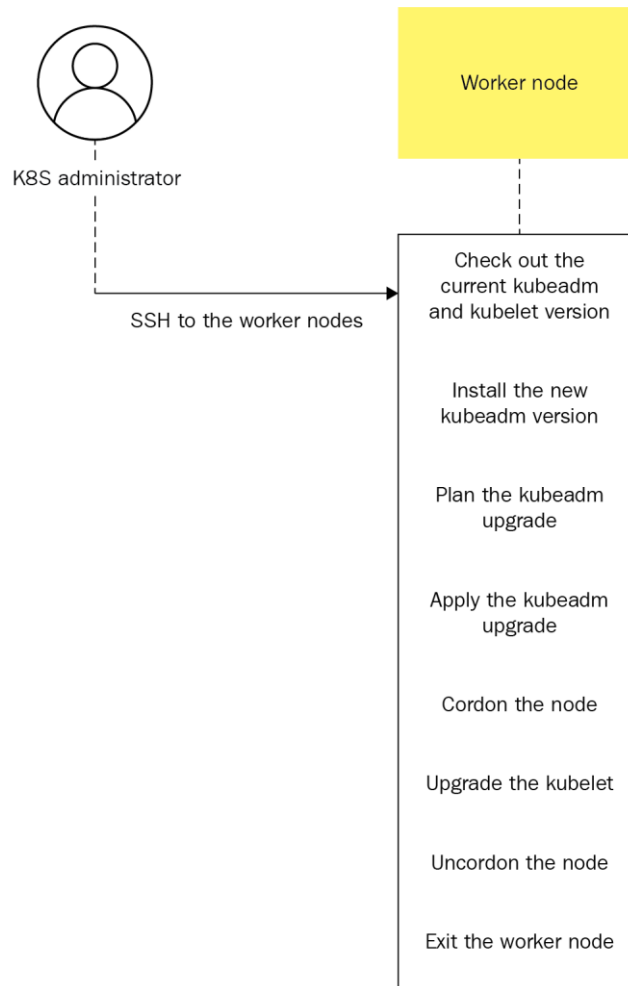 Worker node
K8S administrator
SSH to the worker nodes
Check out the
current kubeadm
and kubelet version
Install the new
kubeadm version
Plan the kubeadm
upgrade
Apply the kubeadm
upgrade
Cordon the node
Upgrade the kubelet
Uncordon the node
Exit the worker node